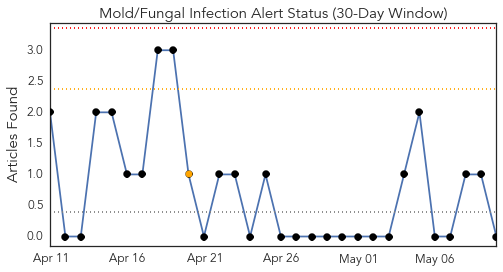 Mold/Fungal Infection Alert Status (30-Day Window)
Articles Found
3.0
2.5
2.0
1.5
1.0
0.5
0.0
Apr 11 Apr 16 Apr 21 Apr 26 May 01 May 06